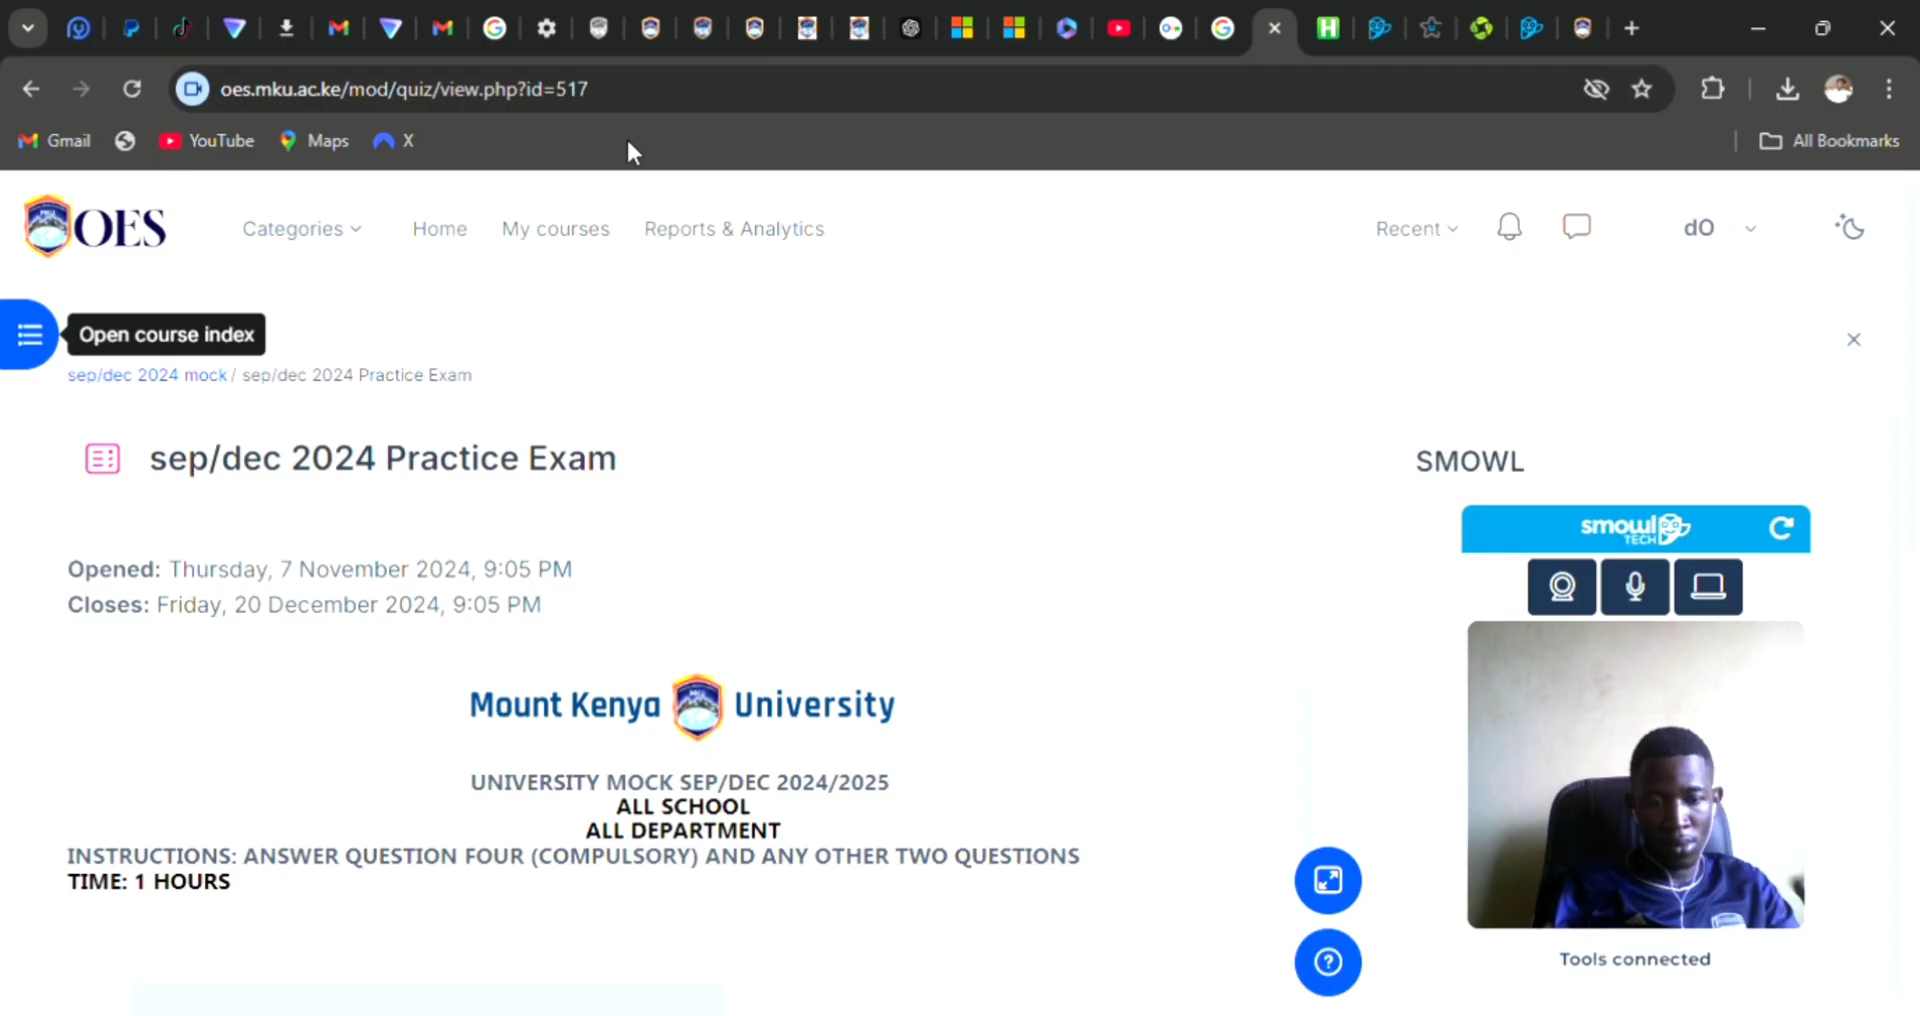 oes.mku.ac.ke/mod/quiz/view.php?id=517
Gmail
YouTube
Maps
X
All Bookmarks
OES
Categories
Home
My courses
Reports & Analytics
Recent
dO
Open course index
sep/dec 2024 mock / sep/dec 2024 Practice Exam
sep/dec 2024 Practice Exam
Opened: Thursday, 7 November 2024, 9:05 PM
Closes: Friday, 20 December 2024, 9:05 PM
Mount Kenya University
UNIVERSITY MOCK SEP/DEC 2024/2025
ALL SCHOOL
ALL DEPARTMENT
INSTRUCTIONS: ANSWER QUESTION FOUR (COMPULSORY) AND ANY OTHER TWO QUESTIONS
TIME: 1 HOURS
SMOWL
smowl
TECH
Tools connected